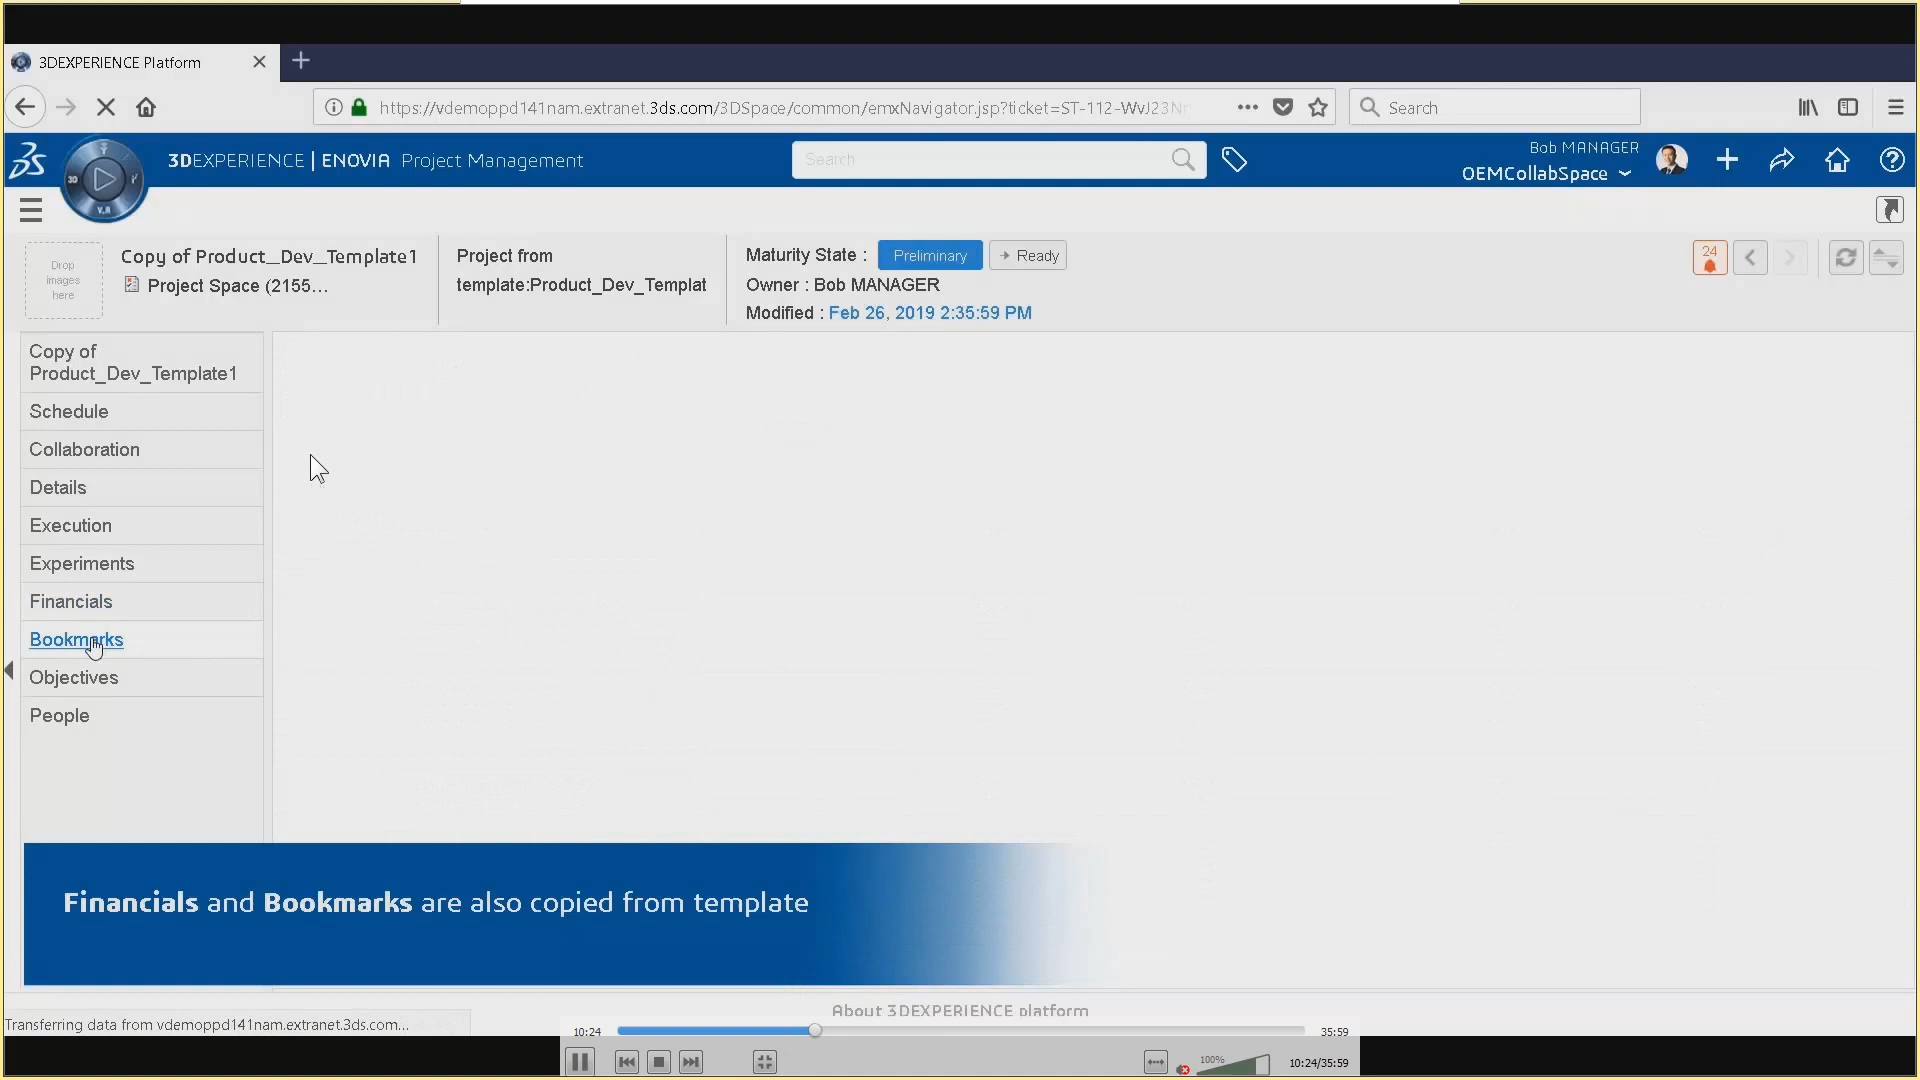 3DEXPERIENCE Platform
https://vdemoppd141nam.extranet.3ds.com/3DSpace/common/emxNavigator.jsp?ticket=ST-112-WvJ23N
Search
3DEXPERIENCE | ENOVIA Project Management
Search
Bob MANAGER
OEMCollabSpace
3D
V.R
Drop
images
here
Copy of Product_Dev_Template1
Project Space (2155...
Project from
template:Product_Dev_Templat
Maturity State : Preliminary Ready
Owner : Bob MANAGER
Modified : Feb 26, 2019 2:35:59 PM
24
Copy of
Product_Dev_Template1
Schedule
Collaboration
Details
Execution
Experiments
Financials
Bookmarks
Objectives
People
Financials and Bookmarks are also copied from template
About 3DEXPERIENCE platform
Transferring data from vdemoppd141nam.extranet.3ds.com...
10:24
35:59
100%
10:24/35:59